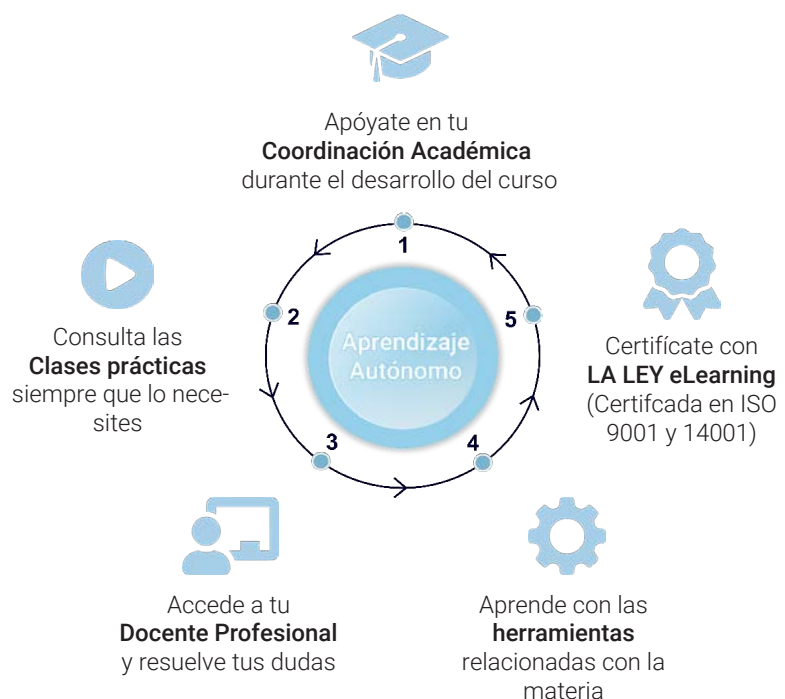 Apóyate en tu
Coordinación Académica
durante el desarrollo del curso
1
2
Consulta las
Clases prácticas
siempre que lo nece-
sites
Aprendizaje
Autónomo
5
Certifícate con
LA LEY eLearning
(Certifcada en ISO
9001 y 14001)
3
4
Accede a tu
Docente Profesional
y resuelve tus dudas
Aprende con las
herramientas
relacionadas con la
materia